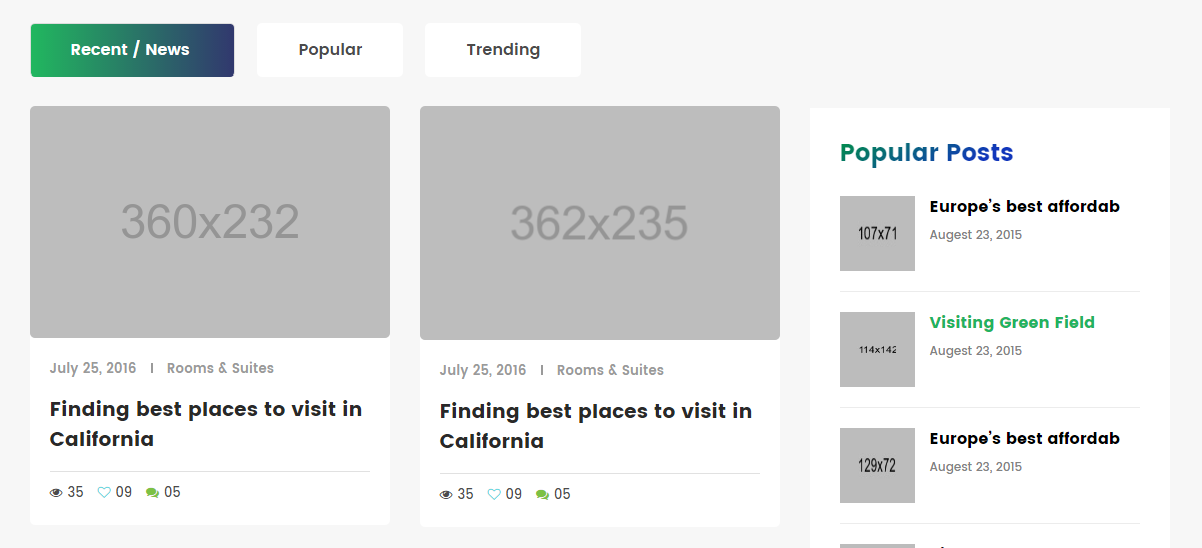 Recent / News
Popular
Trending
360x232
July 25, 2016 | Rooms & Suites
Finding best places to visit in
California
35 09 05
362x235
July 25, 2016 | Rooms & Suites
Finding best places to visit in
California
35 09 05
Popular Posts
107x71
Europe's best affordab
Augest 23, 2015
114x142
Visiting Green Field
Augest 23, 2015
129x72
Europe's best affordab
Augest 23, 2015